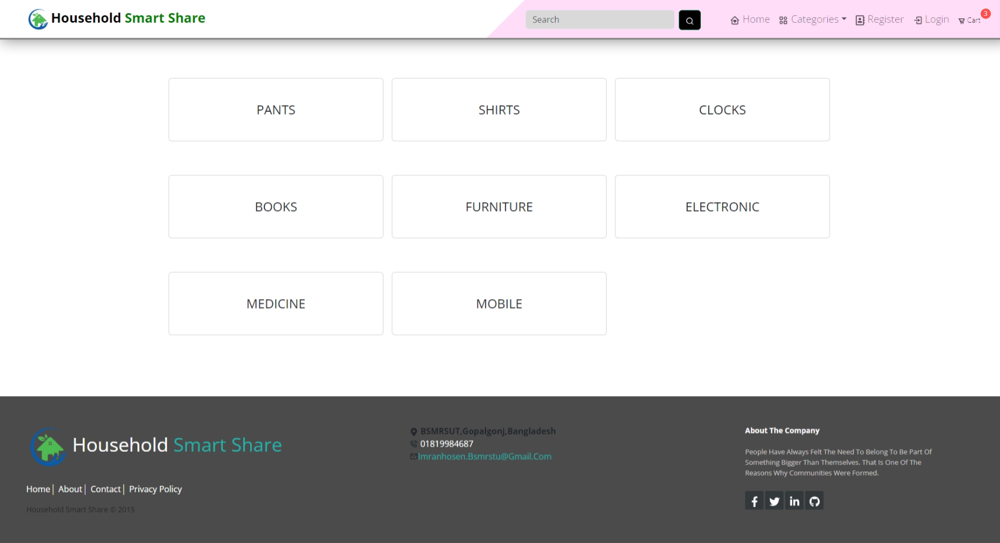 Household Smart Share
Search
Home
Categories
Register
Login
Cart
3
PANTS
SHIRTS
CLOCKS
BOOKS
FURNITURE
ELECTRONIC
MEDICINE
MOBILE
Household Smart Share
Home| About| Contact| Privacy Policy
Household Smart Share © 2015
BSMRSUT,Gopalgonj,Bangladesh
01819984687
Imranhosen.Bsmrstu@Gmail.Com
About The Company
People Have Always Felt The Need To Belong To Be Part Of
Something Bigger Than Themselves. That Is One Of The
Reasons Why Communities Were Formed.